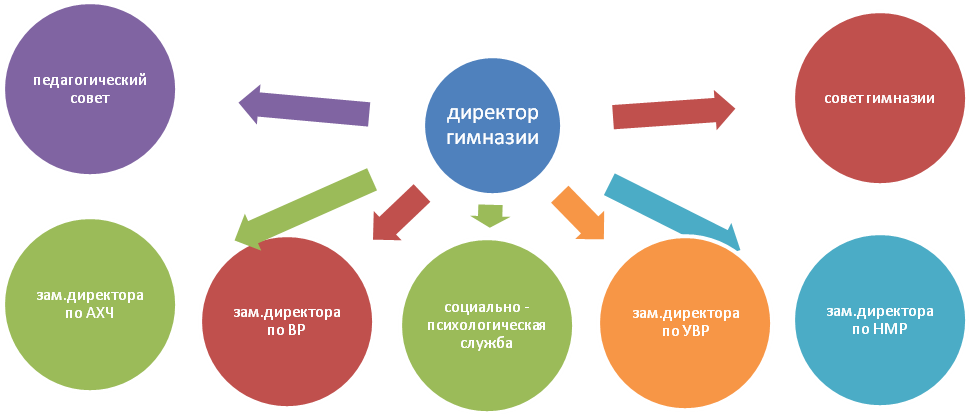 педагогический
совет
директор
гимназии
совет гимназии
зам.директора
по АХЧ
зам.директора
по ВР
социально -
психологическая
служба
зам.директора
по УВР
зам.директора
по НМР